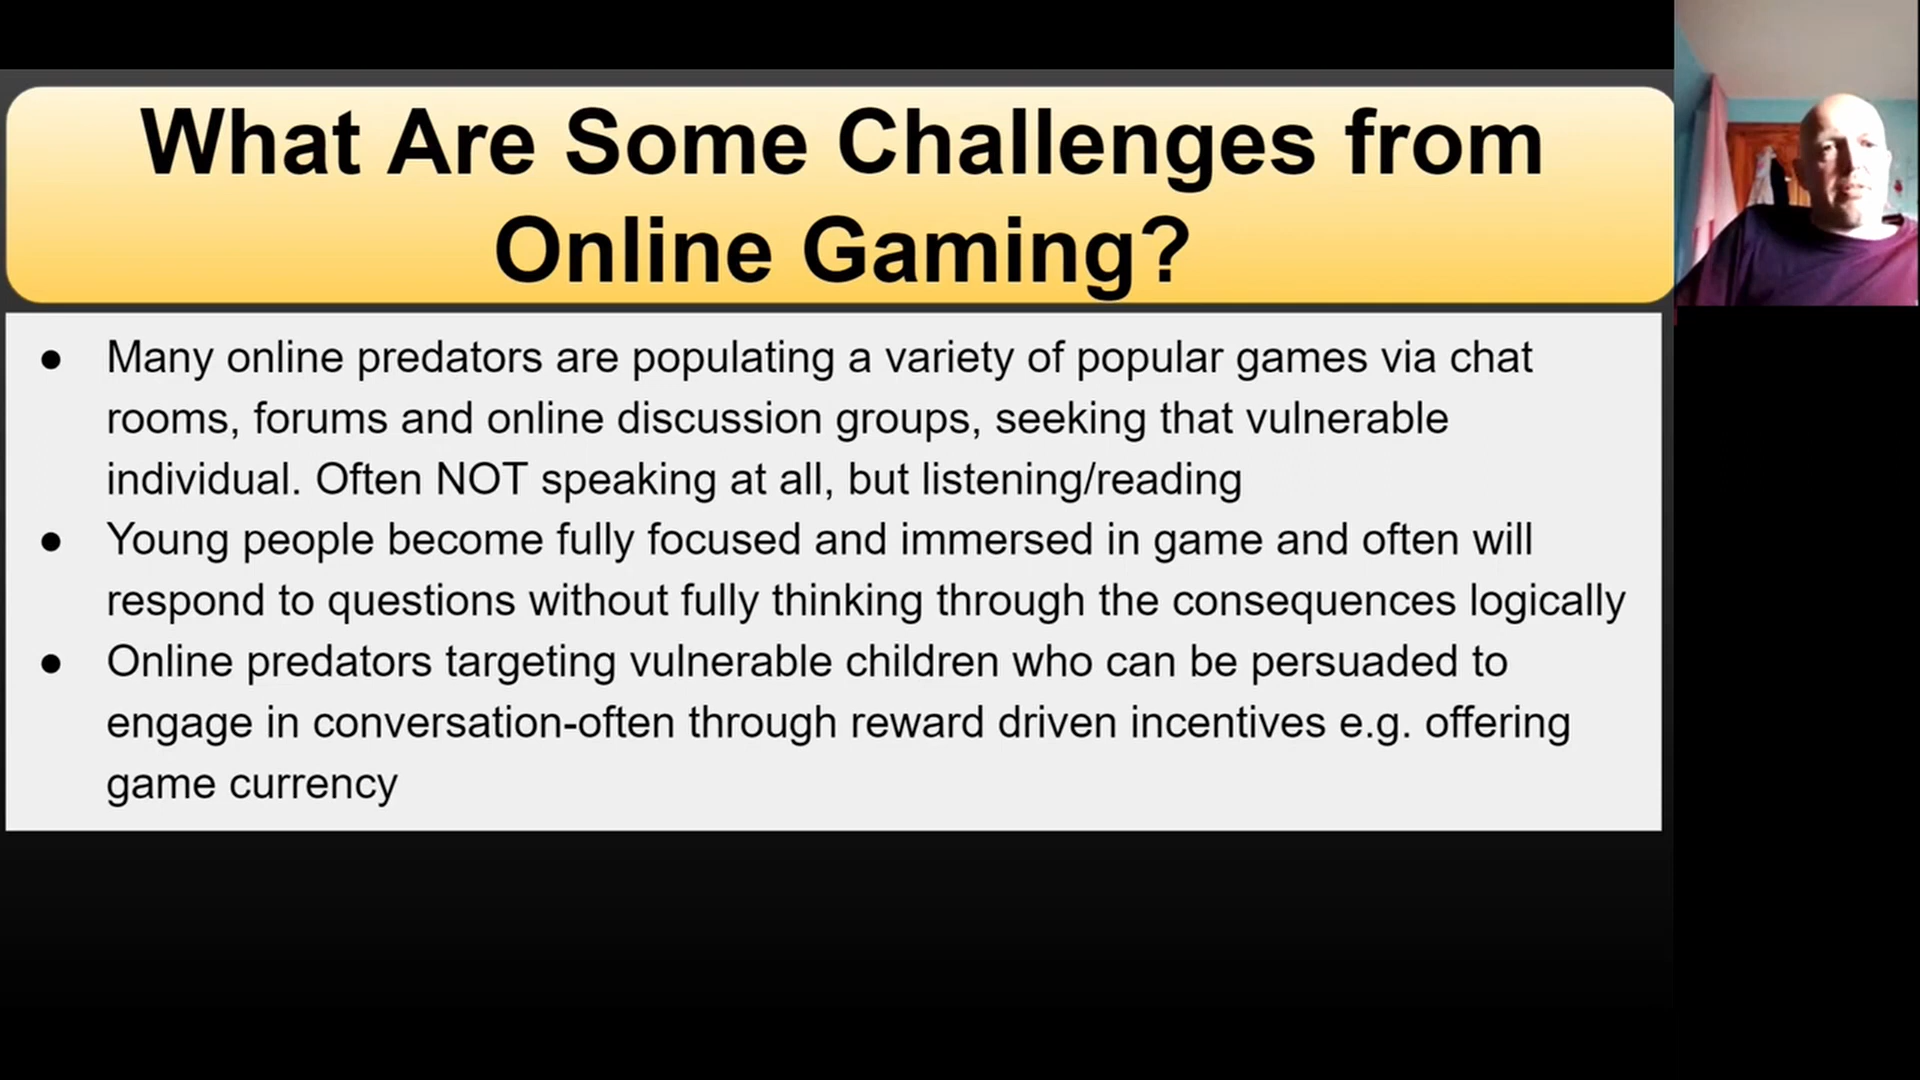 What Are Some Challenges from
Online Gaming?
● Many online predators are populating a variety of popular games via chat
rooms, forums and online discussion groups, seeking that vulnerable
individual. Often NOT speaking at all, but listening/reading
● Young people become fully focused and immersed in game and often will
respond to questions without fully thinking through the consequences logically
● Online predators targeting vulnerable children who can be persuaded to
engage in conversation-often through reward driven incentives e.g. offering
game currency